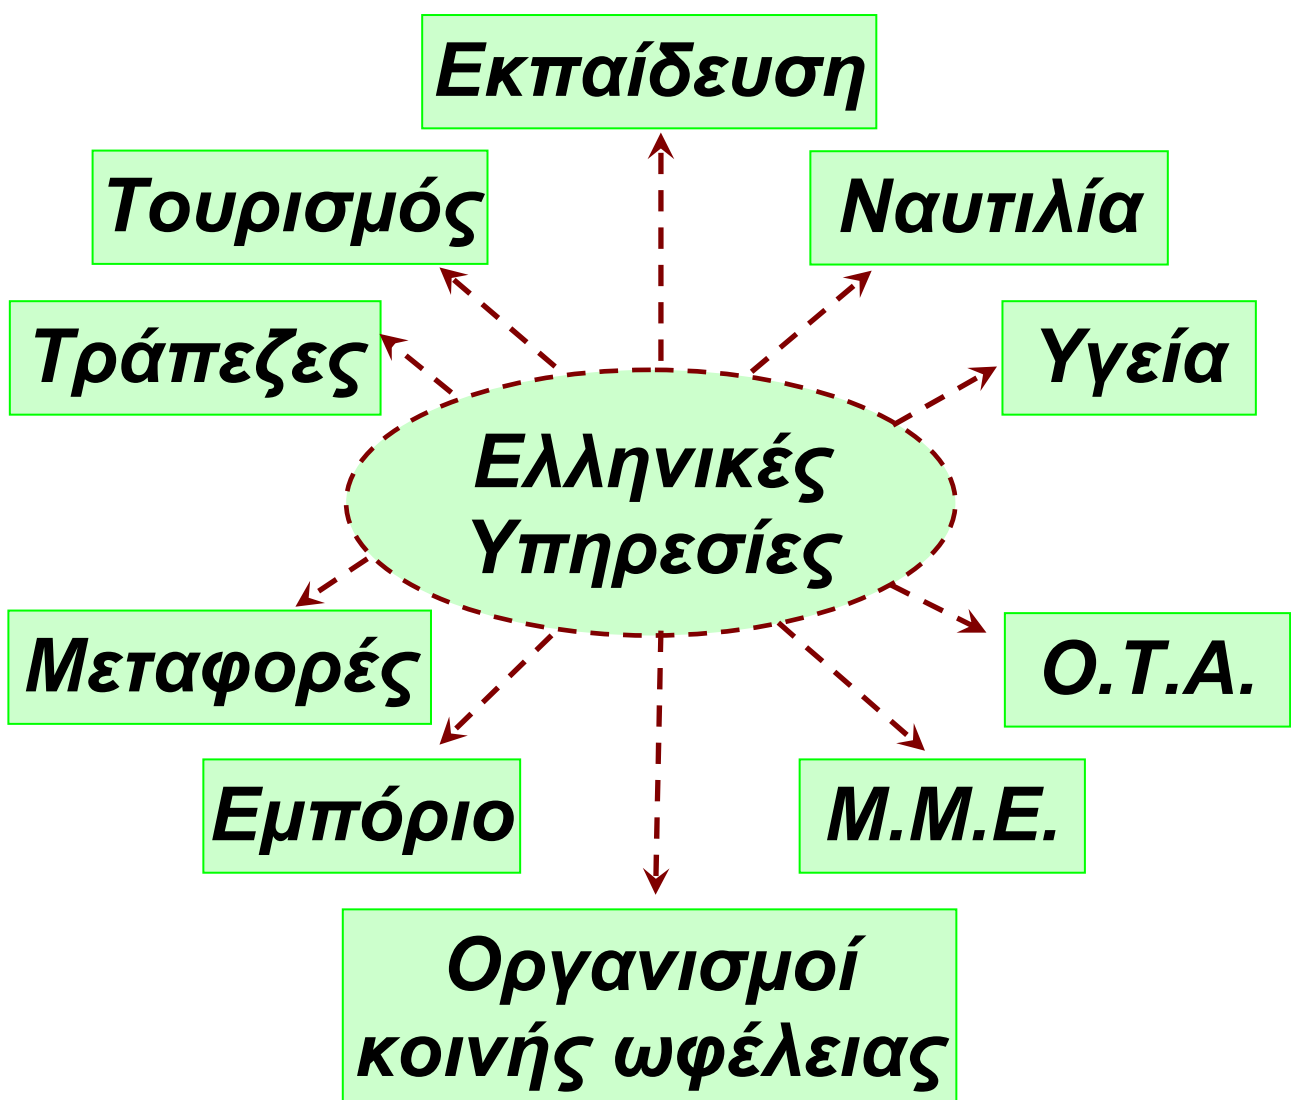 Εκπαίδευση
Τουρισμός
Ναυτιλία
Τράπεζες
Υγεία
Ελληνικές
Υπηρεσίες
Μεταφορές
Ο.Τ.Α.
Εμπόριο
Μ.Μ.Ε.
Οργανισμοί
κοινής ωφέλειας